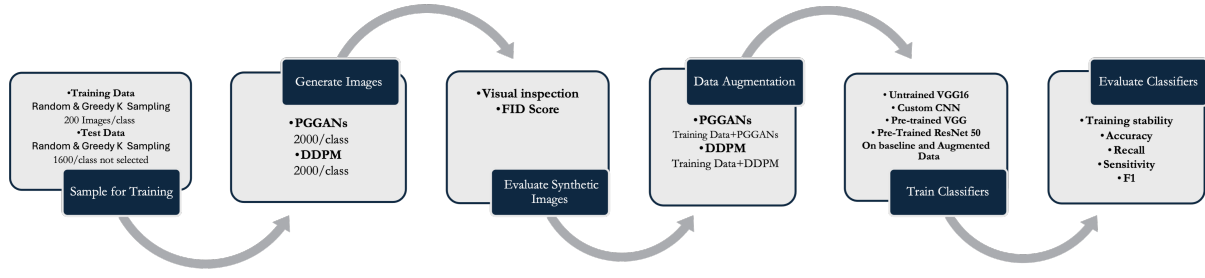 •Training Data
Random & Greedy K Sampling
200 Images/class
•Test Data
Random & Greedy K Sampling
1600/class not selected
Sample for Training
Generate Images
•PGGANs
2000/class
•DDPM
2000/class
•Visual inspection
•FID Score
Evaluate Synthetic
Images
Data Augmentation
•PGGANs
Training Data+PGGANs
•DDPM
Training Data+DDPM
•Untrained VGG16
•Custom CNN
•Pre-trained VGG
•Pre-Trained ResNet 50
On baseline and Augmented
Data
Train Classifiers
Evaluate Classifiers
•Training stability
•Accuracy
•Recall
•Sensitivity
•F1